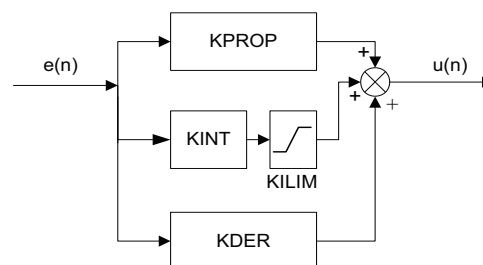 KPROP
+
e(n)
u(n)
+
+
KINT
KILIM
KDER